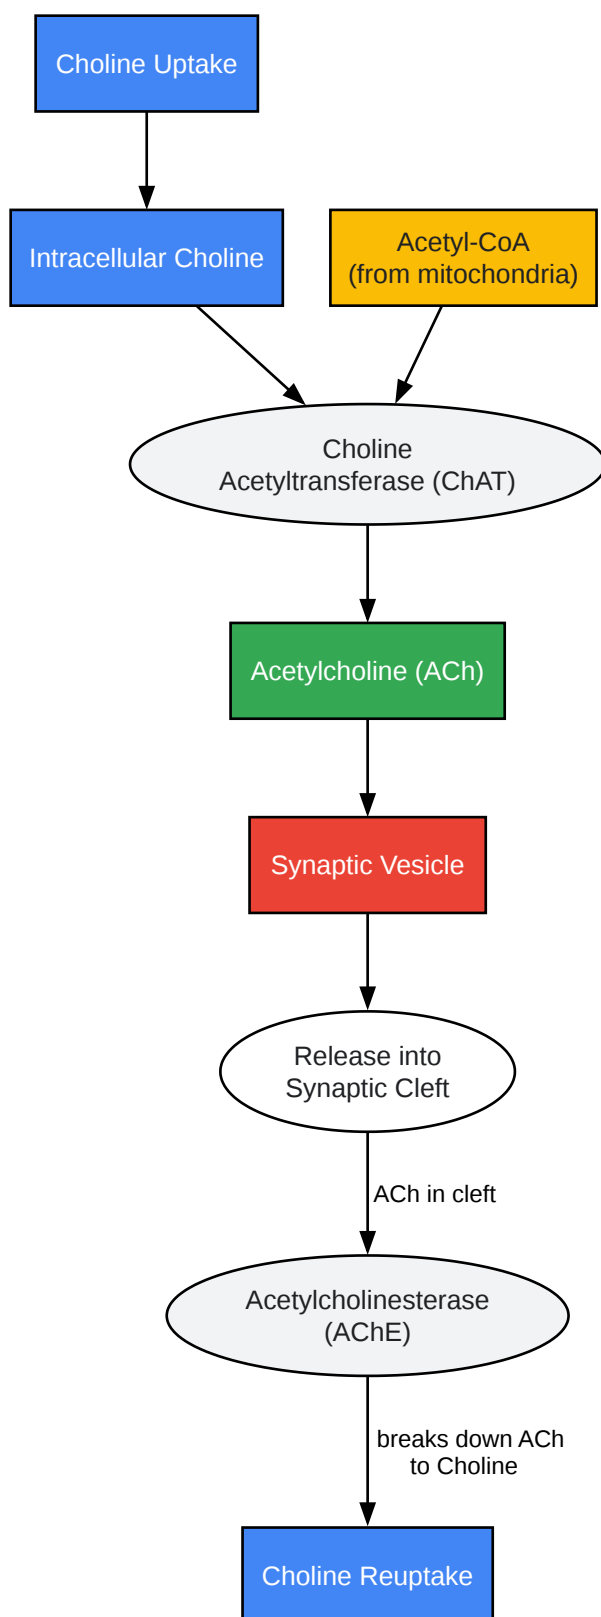 Choline Uptake
Intracellular Choline
Acetyl-CoA
(from mitochondria)
Choline
Acetyltransferase (ChAT)
Acetylcholine (ACh)
Synaptic Vesicle
Release into
Synaptic Cleft
ACh in cleft
Acetylcholinesterase
(AChE)
breaks down ACh
to Choline
Choline Reuptake